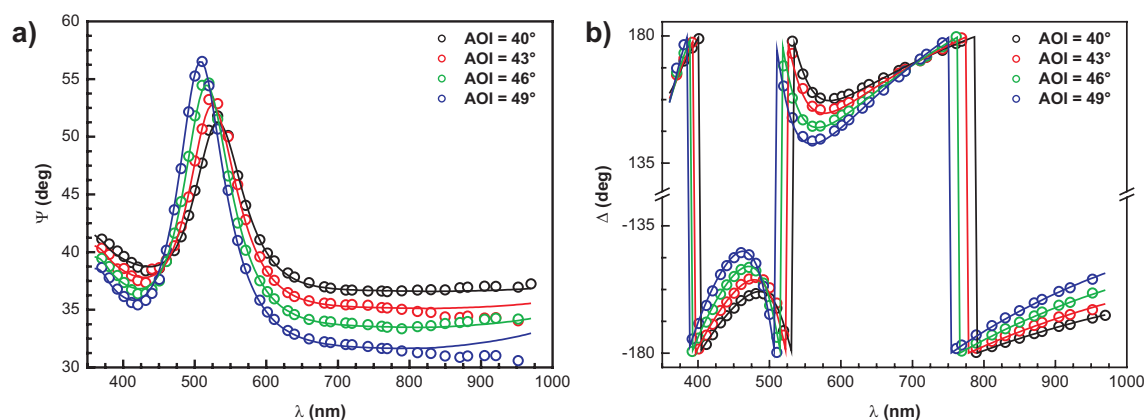 a)
60
55
50
45
40
35
30
Ψ (deg)
400 500 600 700 800 900 1000
λ (nm)
AOI = 40°
AOI = 43°
AOI = 46°
AOI = 49°
b)
180
135
-135
-180
Δ (deg)
400 500 600 700 800 900 1000
λ (nm)
AOI = 40°
AOI = 43°
AOI = 46°
AOI = 49°